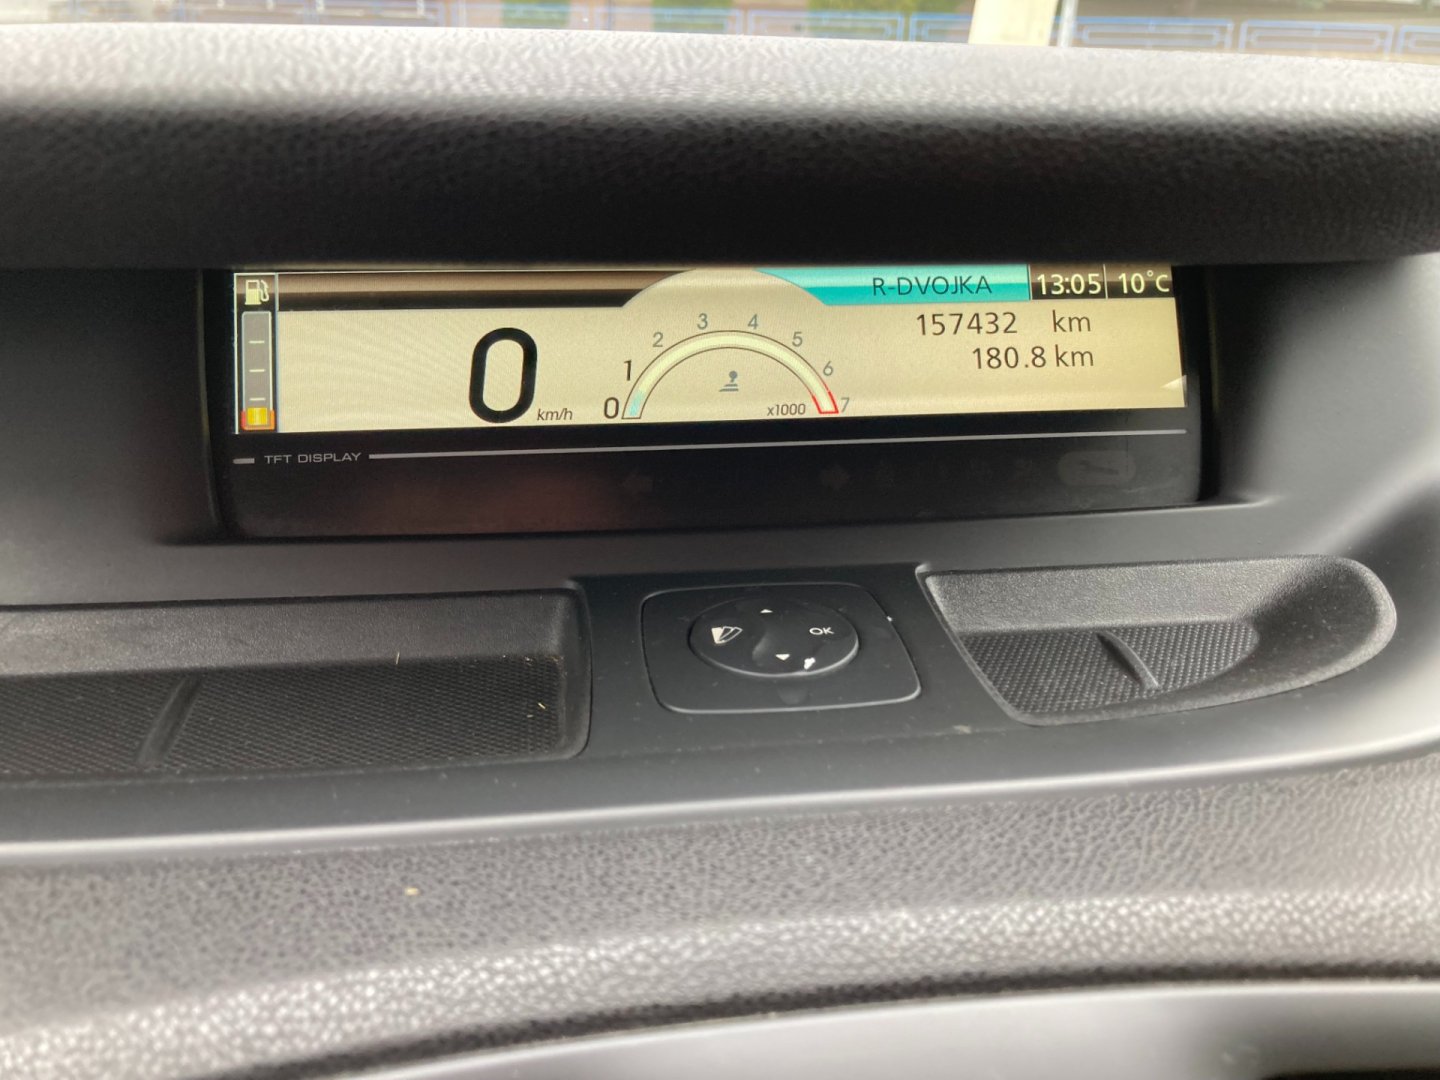 R-DVOJKA 13:05 10°C
157432 km
180.8 km
0 km/h
0 1 2 3 4 5 6 7
x1000
TFT DISPLAY
OK